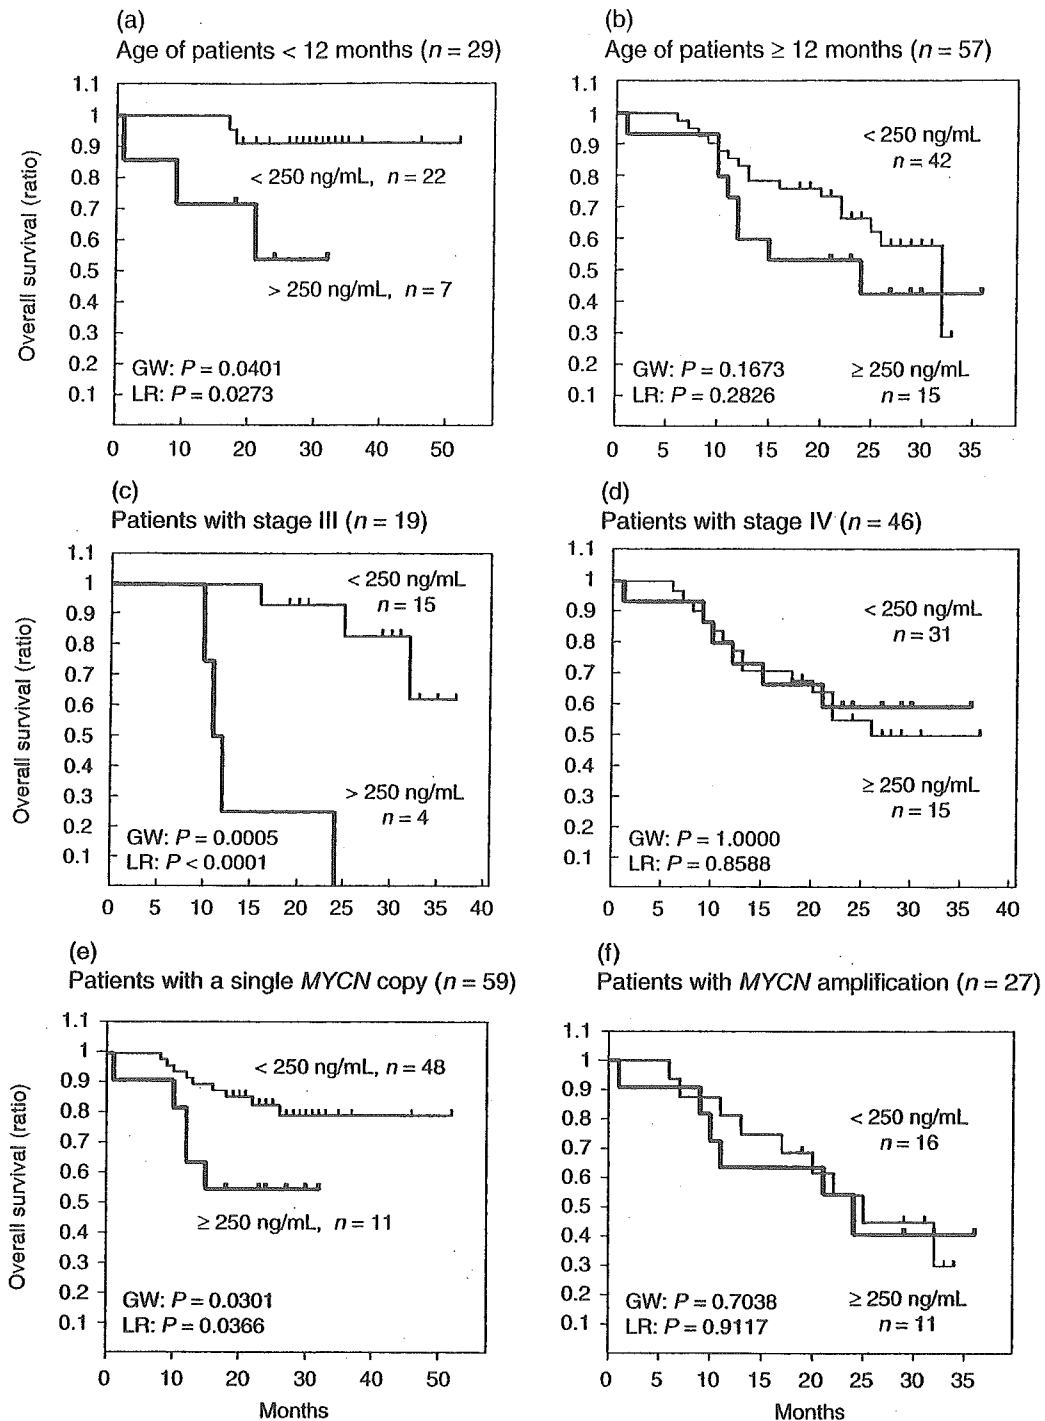 (a)
Age of patients < 12 months (n = 29)
Overall survival (ratio)
1.1
1
0.9
0.8
0.7
0.6
0.5
0.4
0.3
0.2
0.1
< 250 ng/mL, n = 22
> 250 ng/mL, n = 7
GW: P = 0.0401
LR: P = 0.0273
0 10 20 30 40 50
(b)
Age of patients ≥ 12 months (n = 57)
1.1
1
0.9
0.8
0.7
0.6
0.5
0.4
0.3
0.2
0.1
< 250 ng/mL
n = 42
GW: P = 0.1673
LR: P = 0.2826
≥ 250 ng/mL
n = 15
0 5 10 15 20 25 30 35
(c)
Patients with stage III (n = 19)
Overall survival (ratio)
1.1
1
0.9
0.8
0.7
0.6
0.5
0.4
0.3
0.2
0.1
< 250 ng/mL
n = 15
> 250 ng/mL
n = 4
GW: P = 0.0005
LR: P < 0.0001
0 5 10 15 20 25 30 35 40
(d)
Patients with stage IV (n = 46)
1.1
1
0.9
0.8
0.7
0.6
0.5
0.4
0.3
0.2
0.1
< 250 ng/mL
n = 31
≥ 250 ng/mL
n = 15
GW: P = 1.0000
LR: P = 0.8588
0 5 10 15 20 25 30 35 40
(e)
Patients with a single MYCN copy (n = 59)
Overall survival (ratio)
1.1
1
0.9
0.8
0.7
0.6
0.5
0.4
0.3
0.2
0.1
< 250 ng/mL, n = 48
≥ 250 ng/mL, n = 11
GW: P = 0.0301
LR: P = 0.0366
0 10 20 30 40 50
Months
(f)
Patients with MYCN amplification (n = 27)
1.1
1
0.9
0.8
0.7
0.6
0.5
0.4
0.3
0.2
0.1
< 250 ng/mL
n = 16
GW: P = 0.7038
LR: P = 0.9117
≥ 250 ng/mL
n = 11
0 5 10 15 20 25 30 35
Months